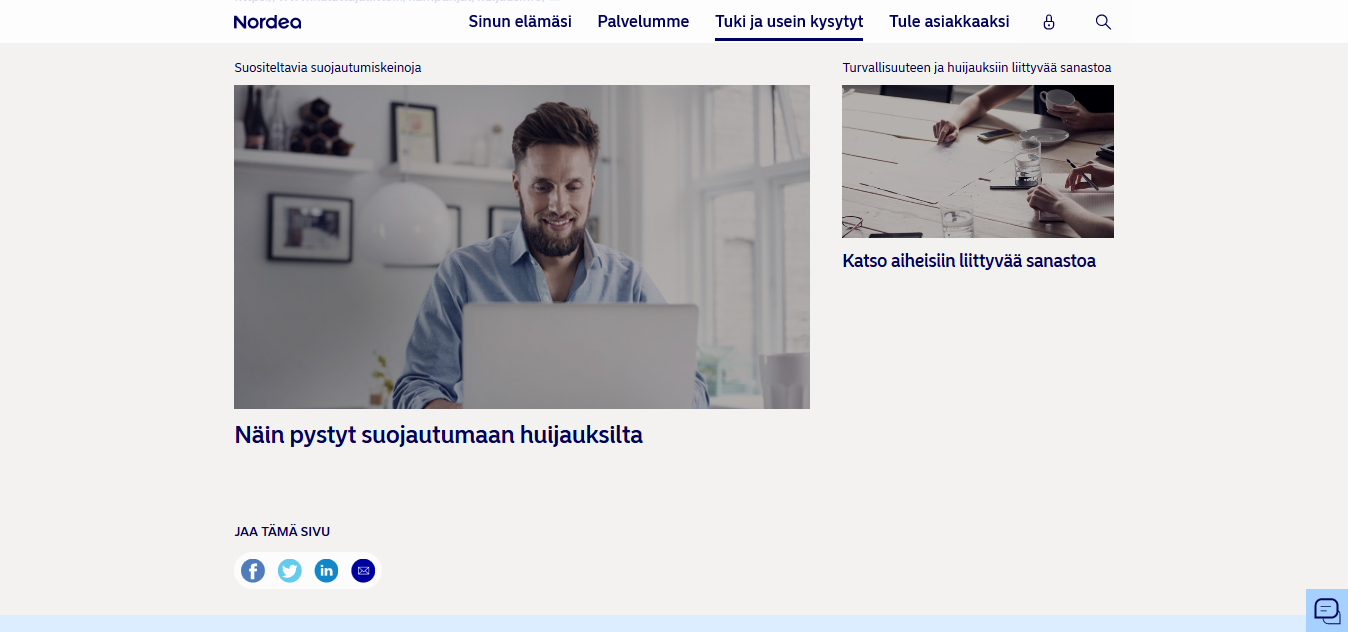 Nordea
Sinun elämäsi
Palvelumme
Tuki ja usein kysytyt
Tule asiakkaaksi
Suositeltavia suojautumiskeinoja
Turvallisuuteen ja huijauksiin liittyvää sanastoa
Katso aiheisiin liittyvää sanastoa
Näin pystyt suojautumaan huijauksilta
JAA TÄMÄ SIVU